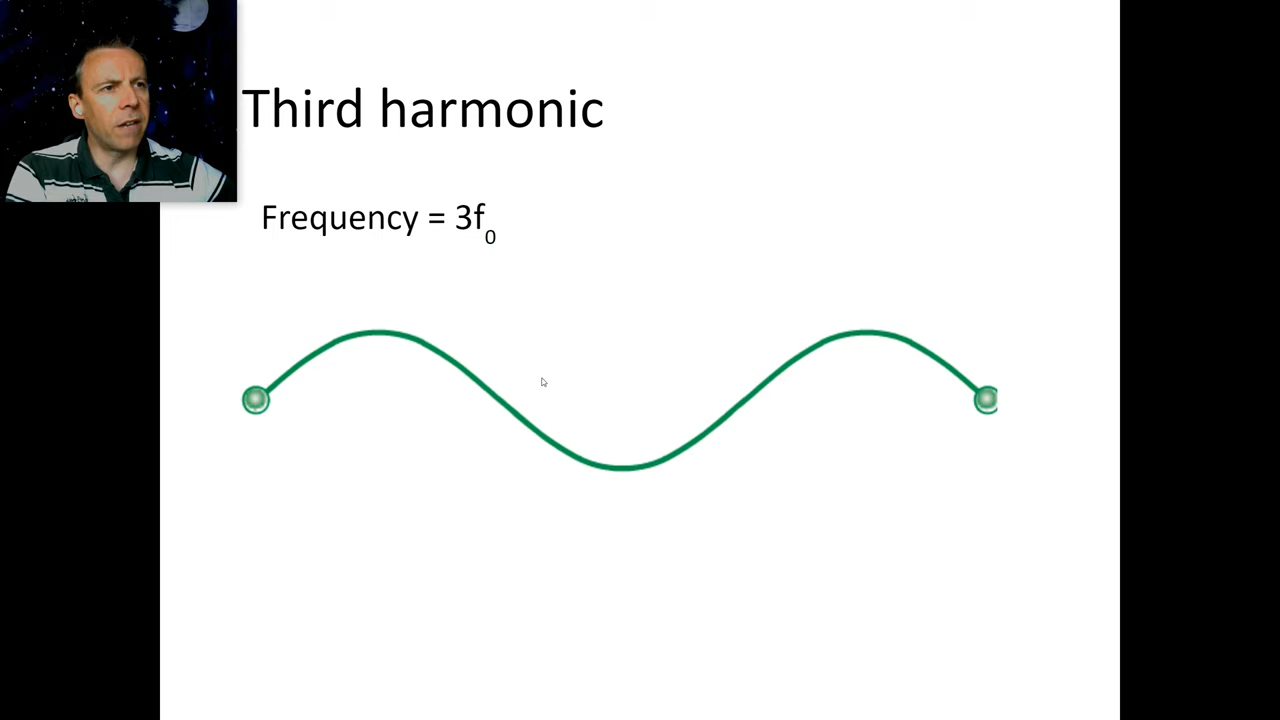 Third harmonic
Frequency = 3f₀